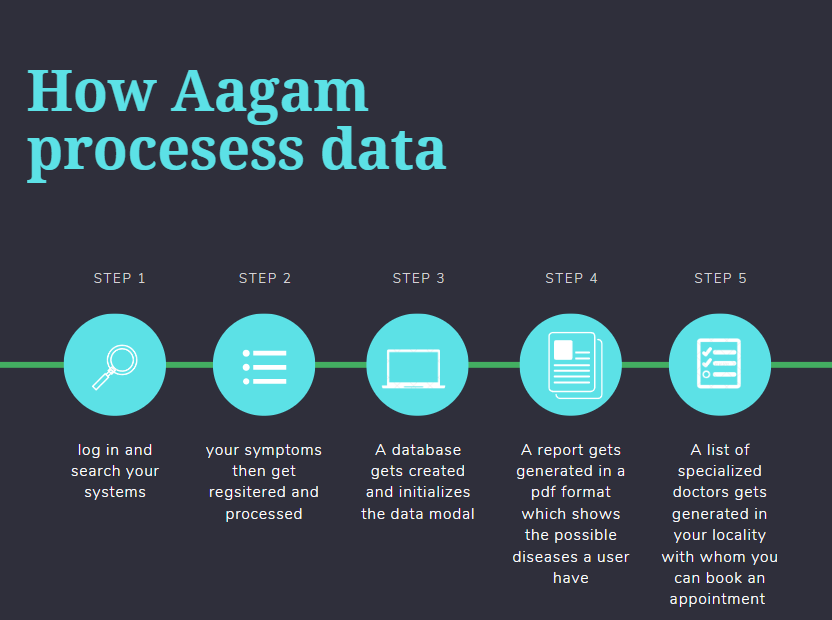 How Aagam
procesess data
STEP 1
STEP 2
STEP 3
STEP 4
STEP 5
log in and
search your
systems
your symptoms
then get
regsitered and
processed
A database
gets created
and initializes
the data modal
A report gets
generated in a
pdf format
which shows
the possible
diseases a user
have
A list of
specialized
doctors gets
generated in
your locality
with whom you
can book an
appointment